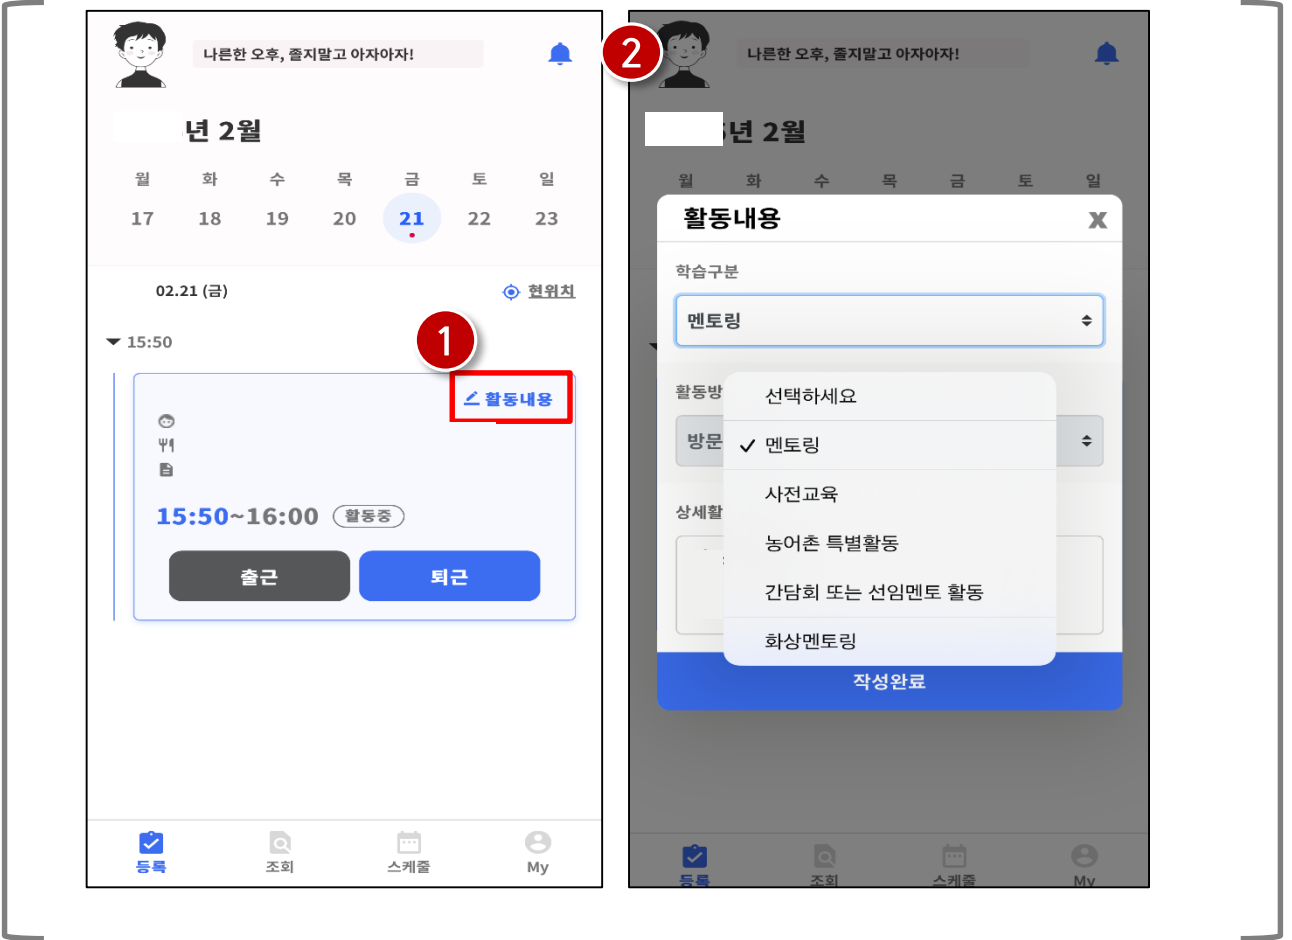 나른한 오후, 졸지말고 아자아자!
년 2월
월 화 수 목 금 토 일
17 18 19 20 21 22 23
02.21 (금)
현위치
15:50
1
활동내용
15:50~16:00
활동중
출근
퇴근
등록
조회
스케줄
My
2
나른한 오후, 졸지말고 아자아자!
년 2월
월 화 수 목 금 토 일
활동내용
X
학습구분
멘토링
활동방
방문
상세활
선택하세요
멘토링
사전교육
농어촌 특별활동
간담회 또는 선임멘토 활동
화상멘토링
작성완료
등록
조회
스케줄
My